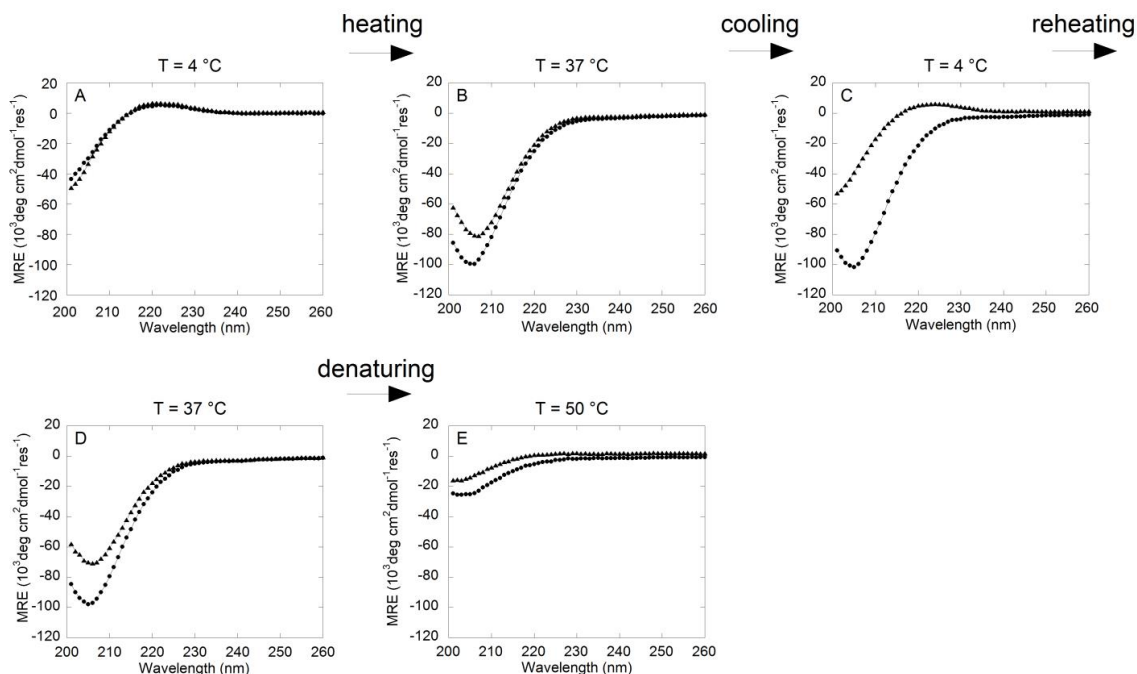 heating cooling reheating
T = 4 °C T = 37 °C T = 4 °C
A
20
0
-20
-40
-60
-80
-100
-120
MRE (10³deg cm²dmol⁻¹res⁻¹)
200 210 220 230 240 250 260
Wavelength (nm)
B
20
0
-20
-40
-60
-80
-100
-120
MRE (10³deg cm²dmol⁻¹res⁻¹)
200 210 220 230 240 250 260
Wavelength (nm)
C
20
0
-20
-40
-60
-80
-100
-120
MRE (10³deg cm²dmol⁻¹res⁻¹)
200 210 220 230 240 250 260
Wavelength (nm)
denaturing
T = 37 °C T = 50 °C
D
20
0
-20
-40
-60
-80
-100
-120
MRE (10³deg cm²dmol⁻¹res⁻¹)
200 210 220 230 240 250 260
Wavelength (nm)
E
20
0
-20
-40
-60
-80
-100
-120
MRE (10³deg cm²dmol⁻¹res⁻¹)
200 210 220 230 240 250 260
Wavelength (nm)